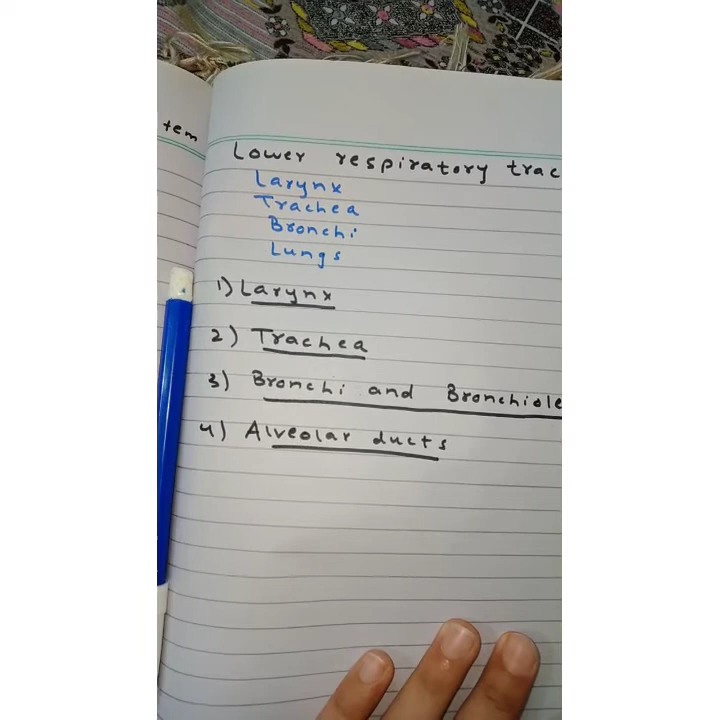 tem
Lower respiratory trac
Larynx
Trachea
Bronchi
Lungs
1) Larynx
2) Trachea
3) Bronchi and Bronchiole
4) Alveolar ducts